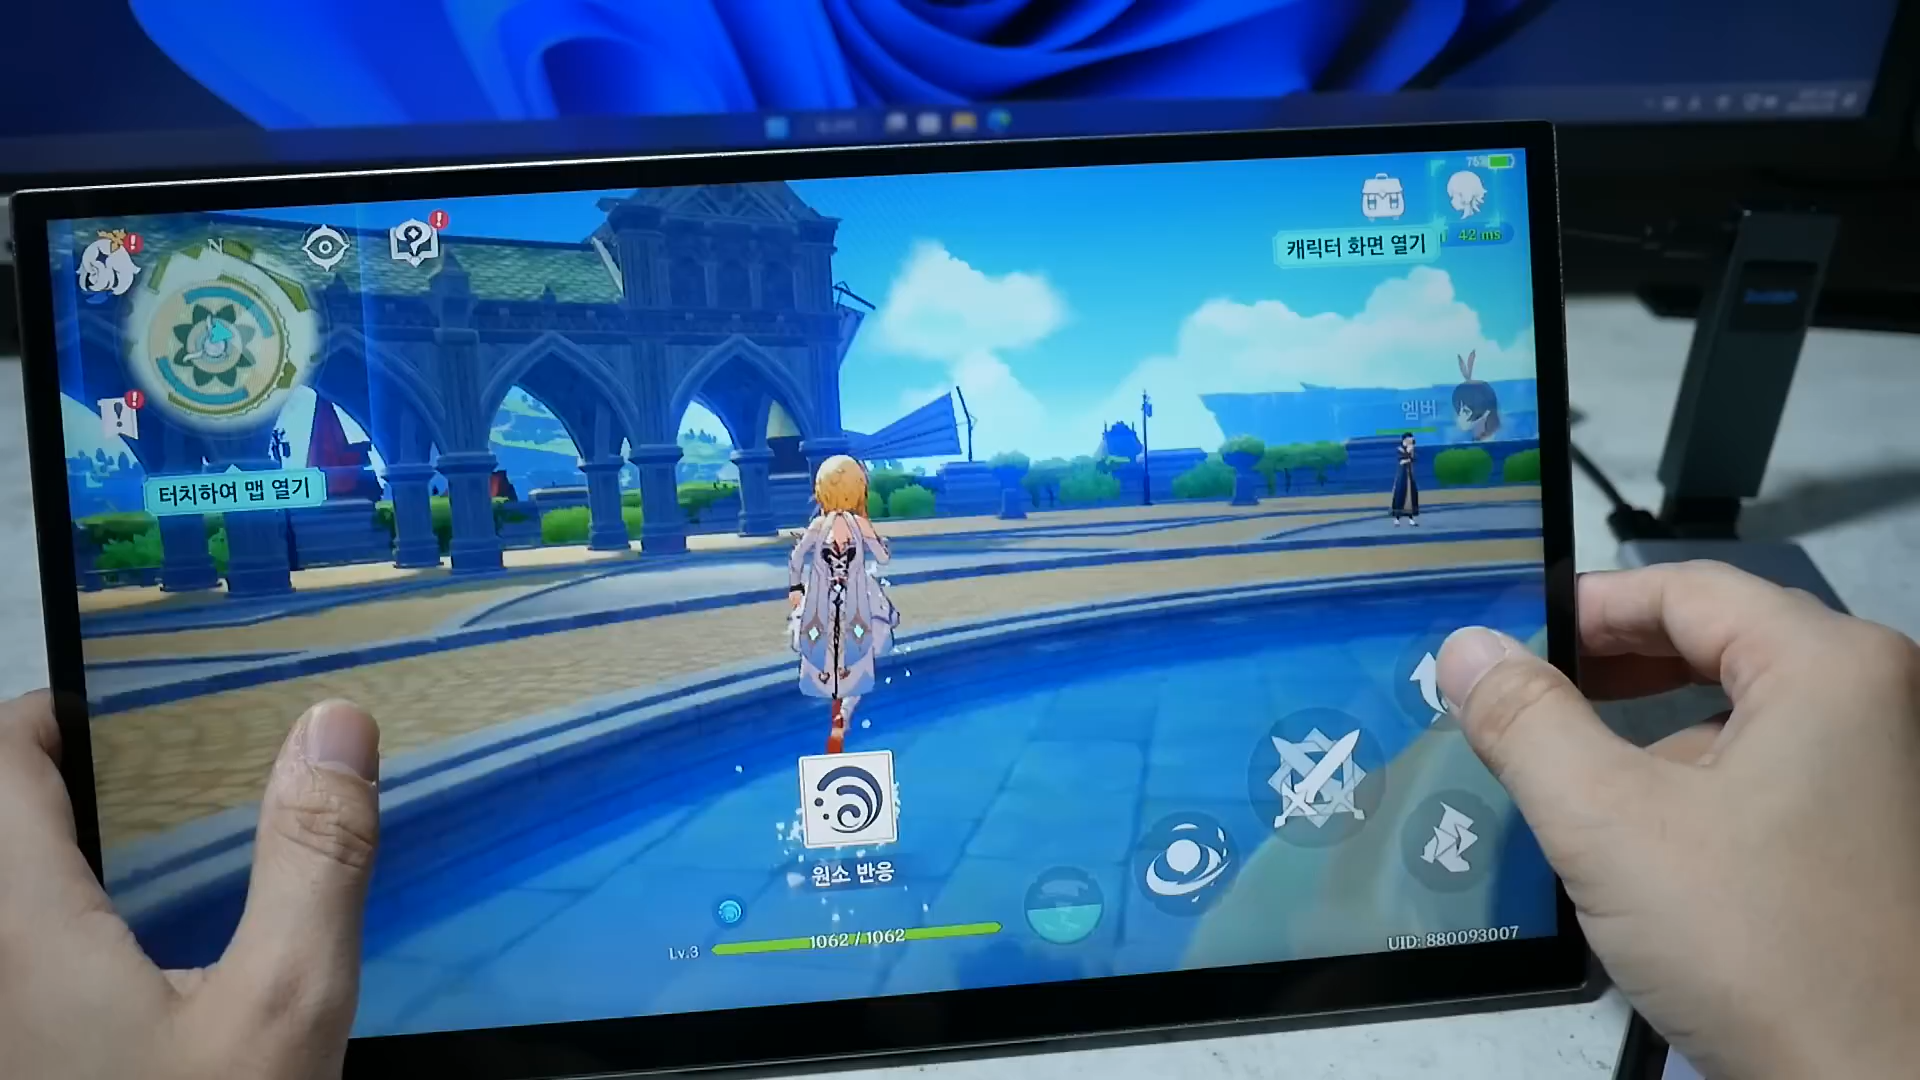 75%
42 ms
캐릭터 화면 열기
N
엠버
터치하여 맵 열기
원소 반응
Lv.3
1062 / 1062
UID: 880093007